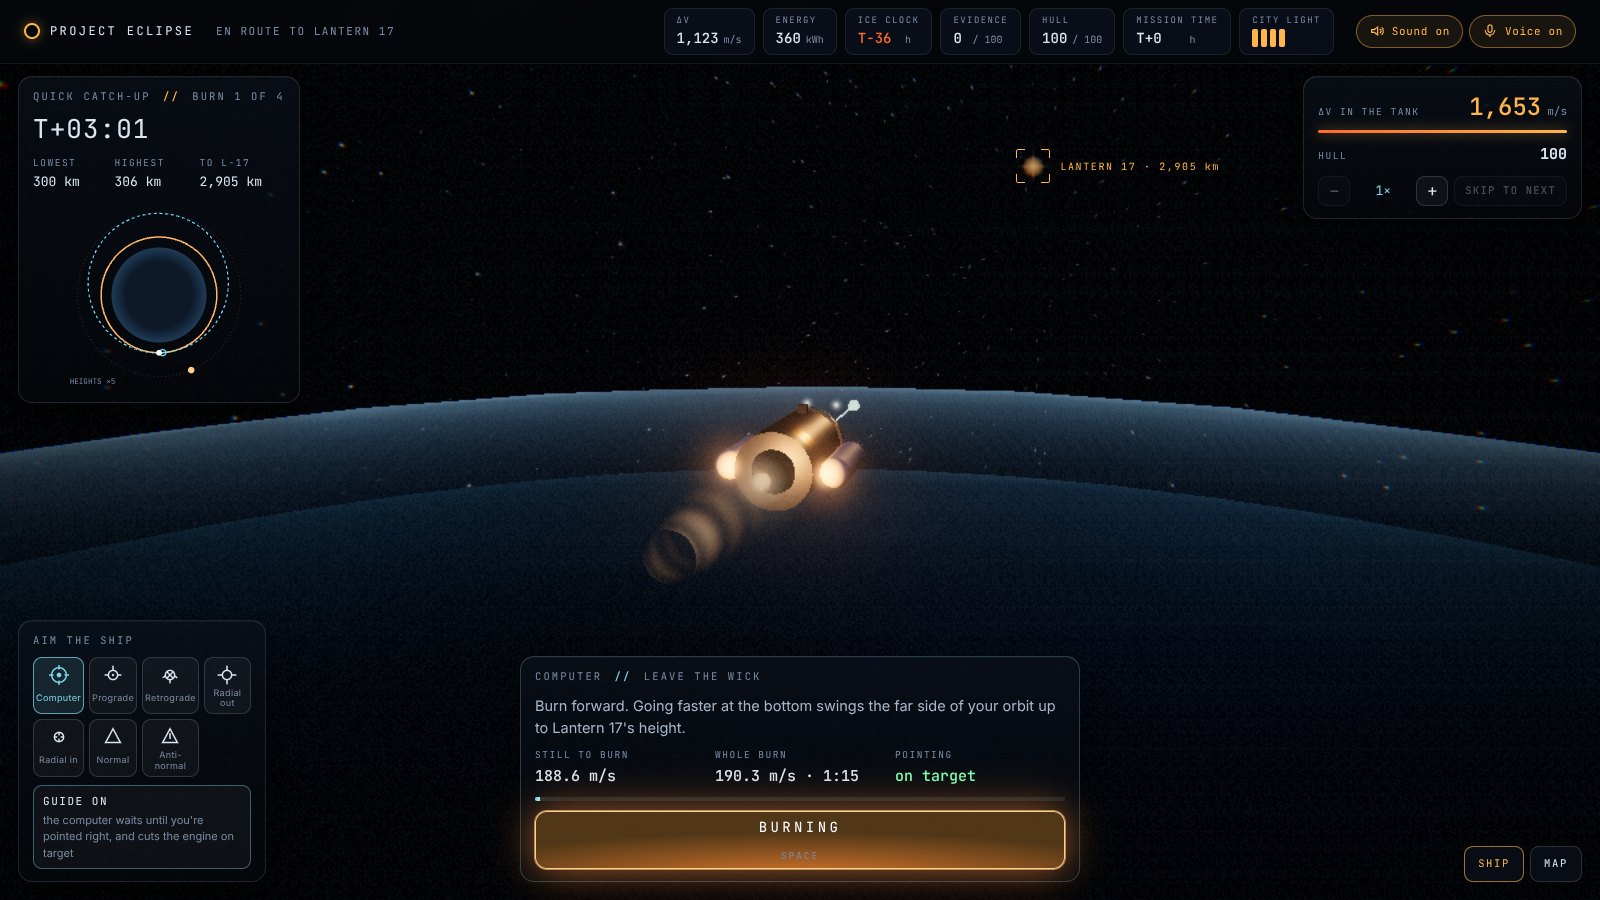 PROJECT ECLIPSE
EN ROUTE TO LANTERN 17
ΔV
1,123 m/s
ENERGY
360 kWh
ICE CLOCK
T-36 h
EVIDENCE
0 / 100
HULL
100 / 100
MISSION TIME
T+0 h
CITY LIGHT
Sound on
Voice on
QUICK CATCH-UP // BURN 1 OF 4
T+03:01
LOWEST HIGHEST TO L-17
300 km 306 km 2,905 km
HEIGHTS ×5
LANTERN 17 · 2,905 km
ΔV IN THE TANK 1,653 m/s
HULL 100
− 1× + SKIP TO NEXT
AIM THE SHIP
Computer
Prograde
Retrograde
Radial
out
Radial in
Normal
Anti-
normal
GUIDE ON
the computer waits until you're
pointed right, and cuts the engine on
target
COMPUTER // LEAVE THE WICK
Burn forward. Going faster at the bottom swings the far side of your orbit up
to Lantern 17's height.
STILL TO BURN WHOLE BURN POINTING
188.6 m/s 190.3 m/s · 1:15 on target
BURNING
SPACE
SHIP
MAP